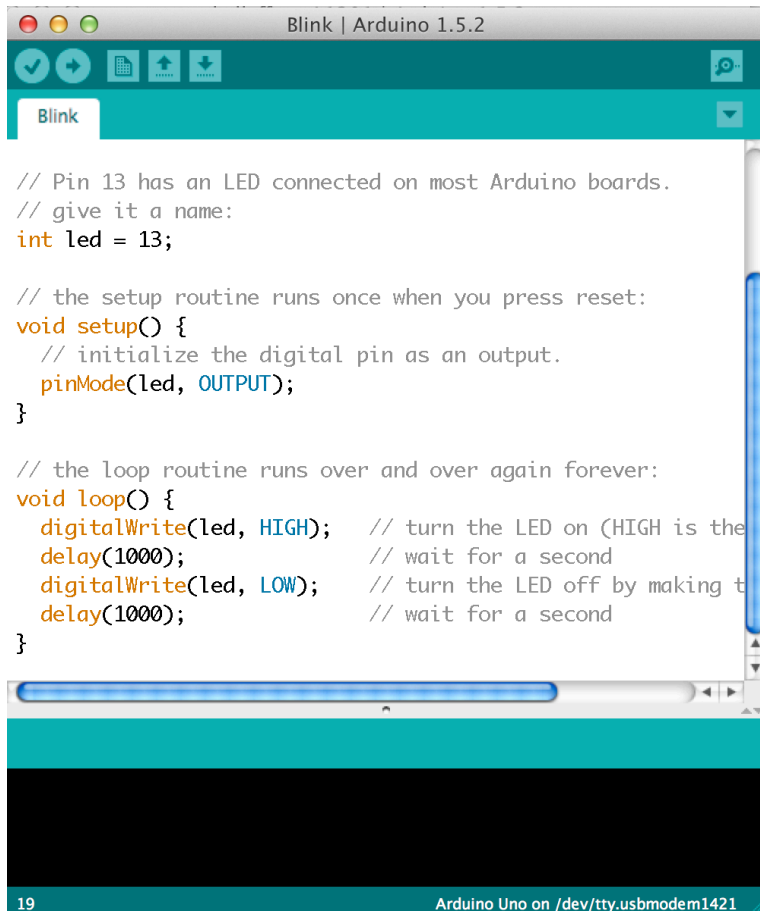 Blink | Arduino 1.5.2
Blink
// Pin 13 has an LED connected on most Arduino boards.
// give it a name:
int led = 13;
// the setup routine runs once when you press reset:
void setup() {
  // initialize the digital pin as an output.
  pinMode(led, OUTPUT);
}
// the loop routine runs over and over again forever:
void loop() {
  digitalWrite(led, HIGH);   // turn the LED on (HIGH is the
  delay(1000);               // wait for a second
  digitalWrite(led, LOW);    // turn the LED off by making t
  delay(1000);               // wait for a second
}
19 Arduino Uno on /dev/tty.usbmodem1421